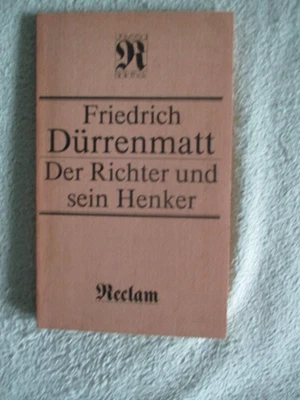 R
Friedrich
Dürrenmatt
Der Richter und
sein Henker
Reclam